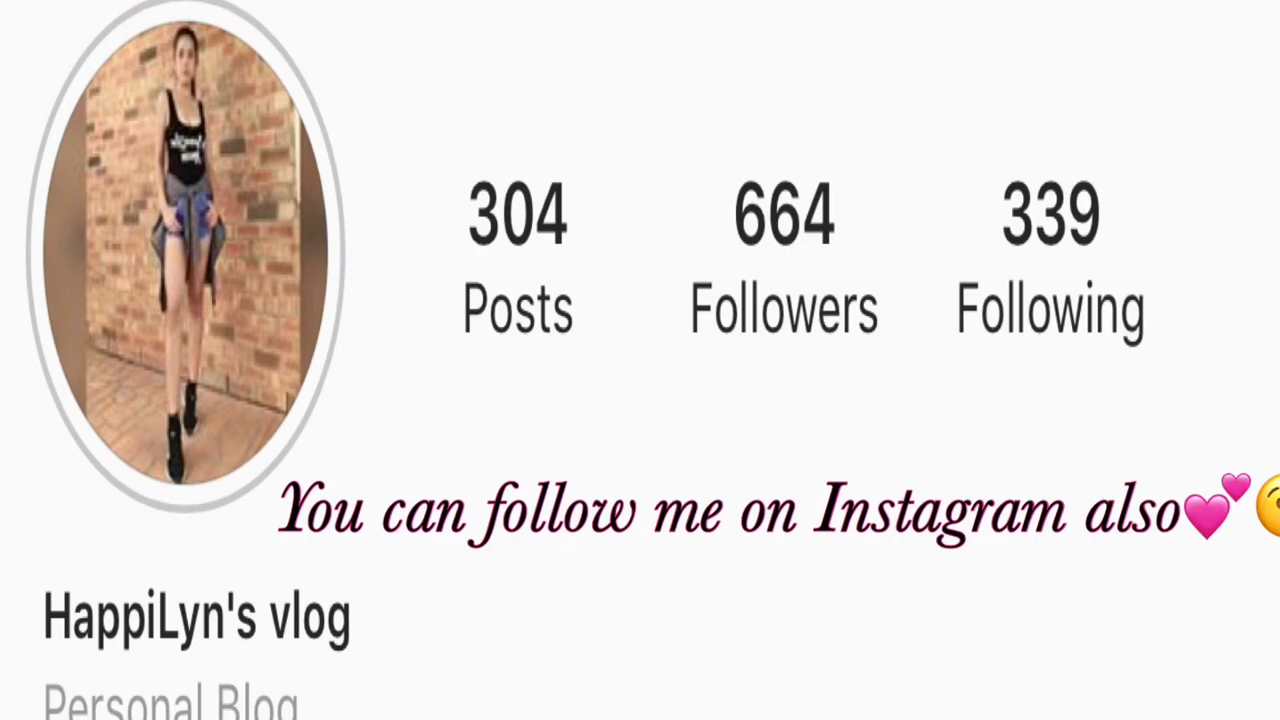 304 664 339
Posts Followers Following
You can follow me on Instagram also💕
HappiLyn's vlog
Personal Blog